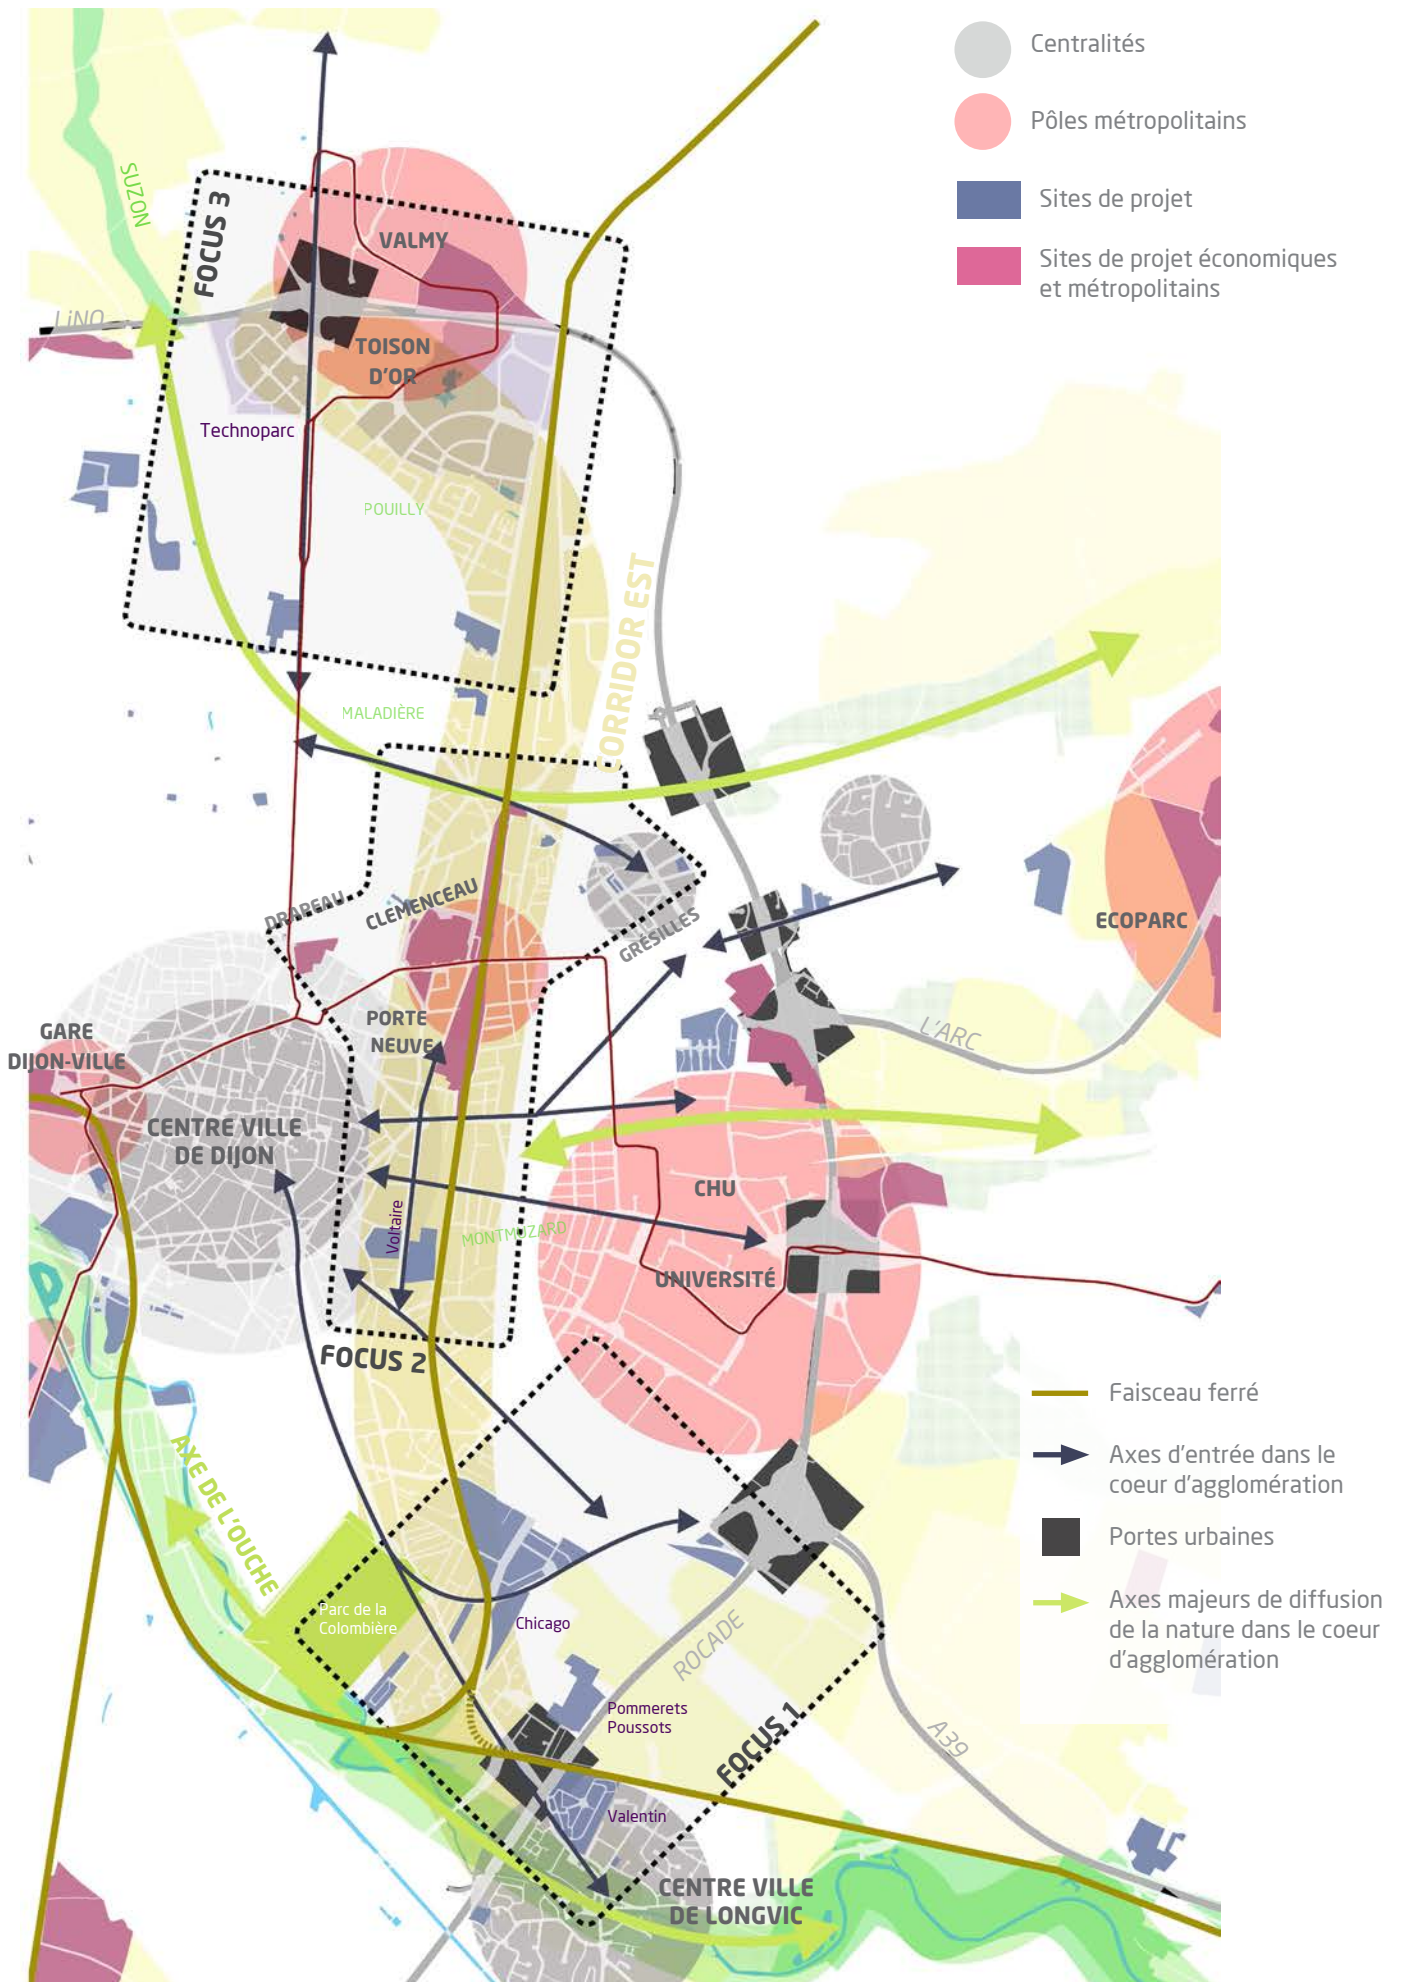 Centralités
Pôles métropolitains
Sites de projet
Sites de projet économiques
et métropolitains
SUZON
FOCUS 3
VALMY
LiNO
TOISON
D'OR
Technoparc
POUILLY
CORRIDOR EST
MALADIÈRE
DRAPEAU
CLEMENCEAU
GRÉSILLES
ECOPARC
GARE
DIJON-VILLE
PORTE
NEUVE
L'ARC
CENTRE VILLE
DE DIJON
CHU
Voltaire
MONTMUZARD
UNIVERSITÉ
FOCUS 2
Faisceau ferré
Axes d'entrée dans le
coeur d'agglomération
Portes urbaines
Axes majeurs de diffusion
de la nature dans le coeur
d'agglomération
AXE DE L'OUCHE
Parc de la
Colombière
Chicago
ROCADE
Pommerets
Poussots
FOCUS 1
A39
Valentin
CENTRE VILLE
DE LONGVIC